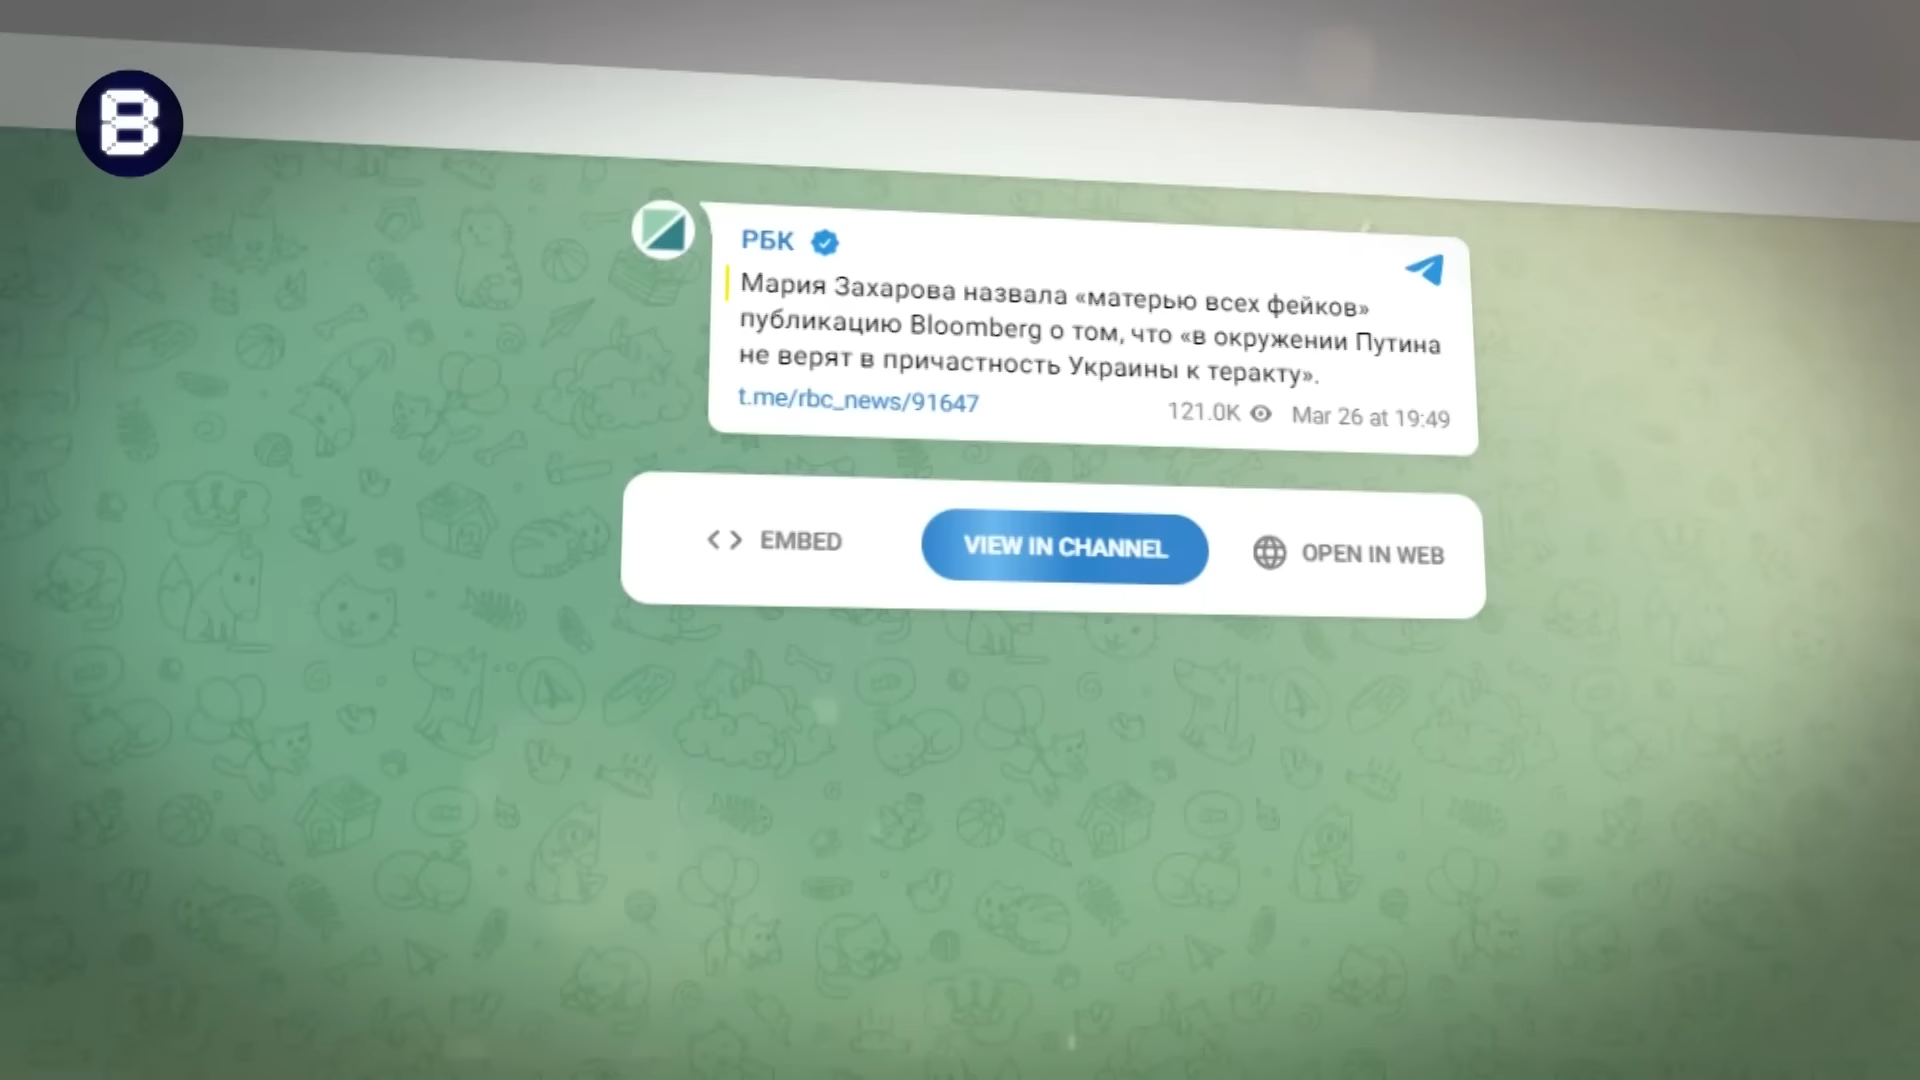 B
РБК
Мария Захарова назвала «матерью всех фейков»
публикацию Bloomberg о том, что «в окружении Путина
не верят в причастность Украины к теракту».
t.me/rbc_news/91647 121.0K Mar 26 at 19:49
EMBED VIEW IN CHANNEL OPEN IN WEB